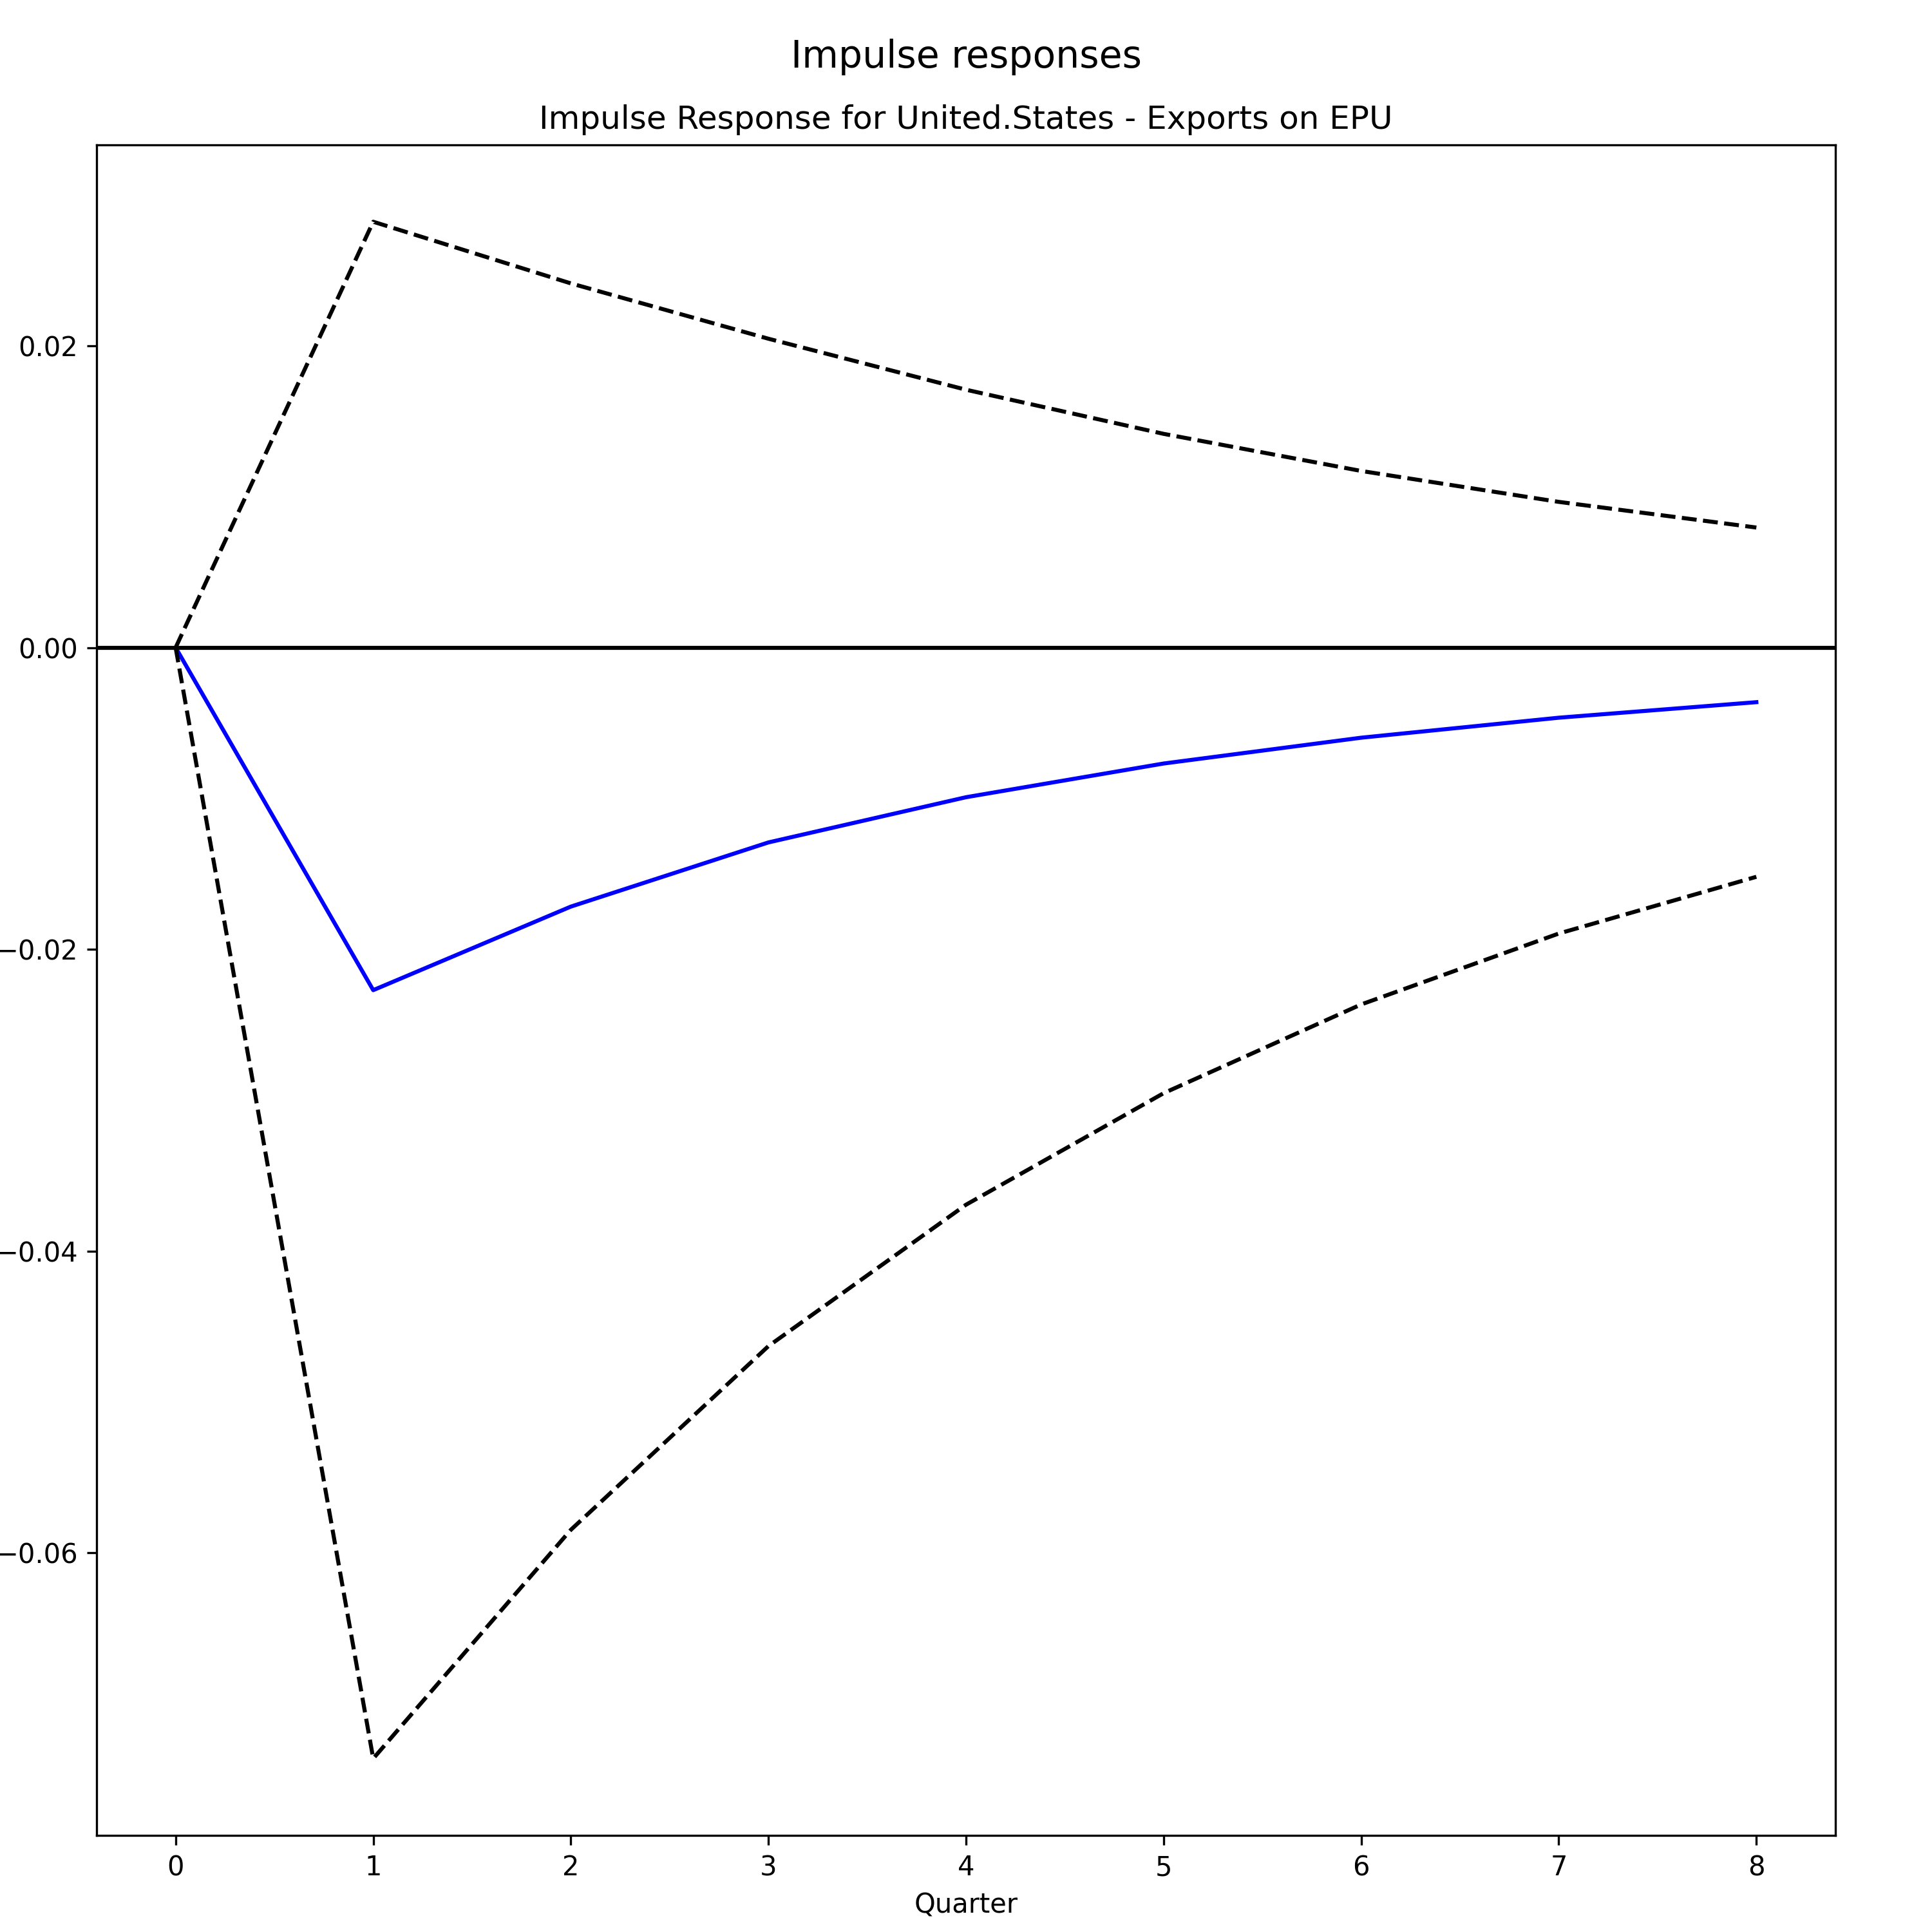 Impulse responses
Impulse Response for United.States - Exports on EPU
0.02
0.00
−0.02
−0.04
−0.06
0 1 2 3 4 5 6 7 8
Quarter